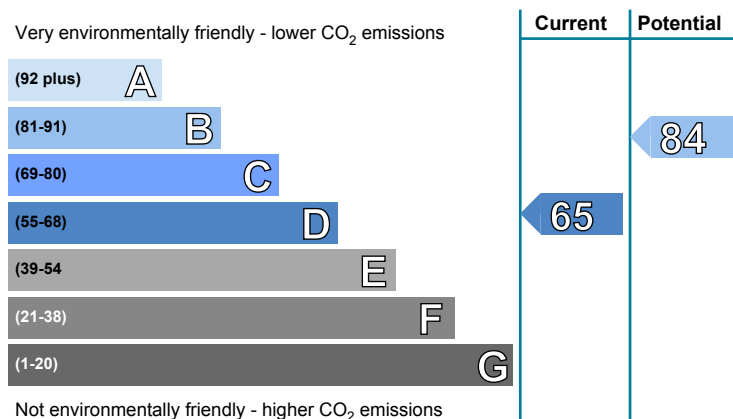 Very environmentally friendly - lower CO2 emissions
Current
Potential
(92 plus) A
(81-91) B
84
(69-80) C
(55-68) D
65
(39-54 E
(21-38) F
(1-20) G
Not environmentally friendly - higher CO2 emissions